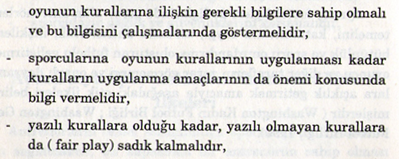 oyunun kurallarına ilişkin gerekli bilgilere sahip olmalı
ve bu bilgisini çalışmalarında göstermelidir,
- sporcularına oyunun kurallarının uygulanması kadar
kuralların uygulanma amaçlarının da önemi konusunda
bilgi vermelidir,
- yazılı kurallara olduğu kadar, yazılı olmayan kurallara
da ( fair play) sadık kalmalıdır,